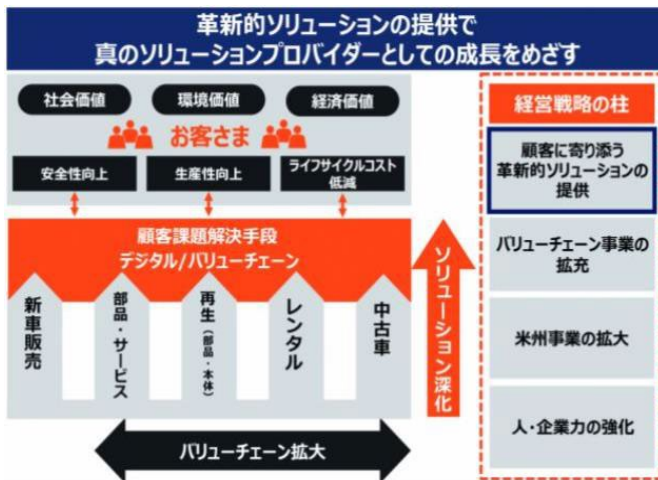 革新的ソリューションの提供で
真のソリューションプロバイダーとしての成長をめざす
社会価値
環境価値
経済価値
お客さま
安全性向上
生産性向上
ライフサイクルコスト
低減
顧客課題解決手段
デジタル/バリューチェーン
新車販売
部品・サービス
再生(部品・本体)
レンタル
中古車
バリューチェーン拡大
ソリューション深化
経営戦略の柱
顧客に寄り添う
革新的ソリューションの
提供
バリューチェーン事業の
拡充
米州事業の拡大
人・企業力の強化